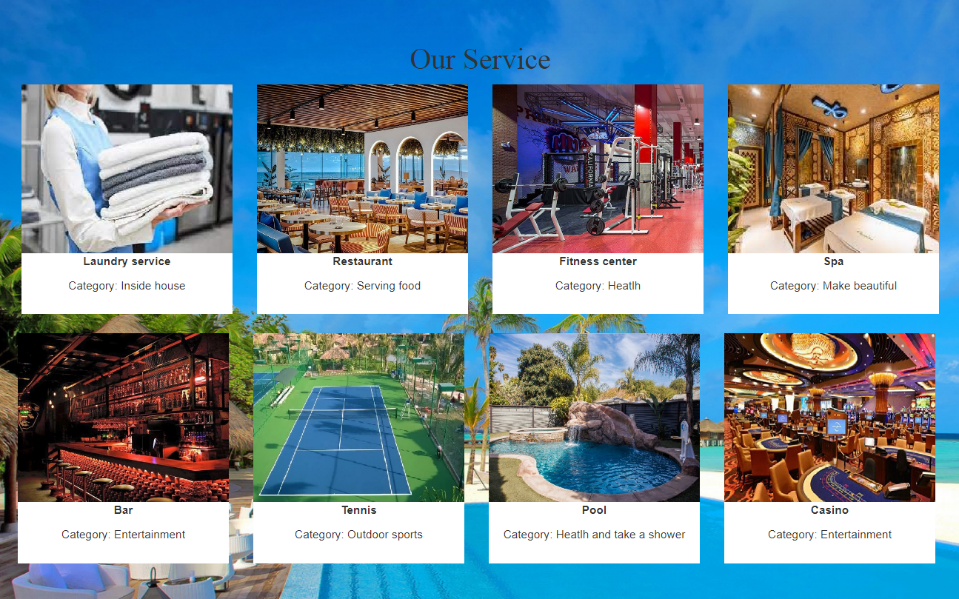 Our Service
Laundry service
Category: Inside house
Restaurant
Category: Serving food
Fitness center
Category: Heatlh
Spa
Category: Make beautiful
Bar
Category: Entertainment
Tennis
Category: Outdoor sports
Pool
Category: Heatlh and take a shower
Casino
Category: Entertainment